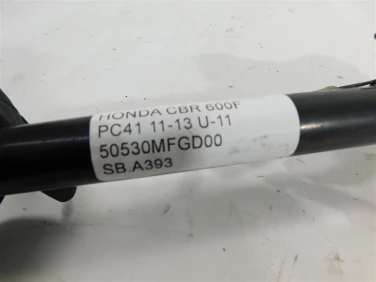 HONDA CBR 600F
PC41 11-13 U-11
50530MFGD00
SB.A393